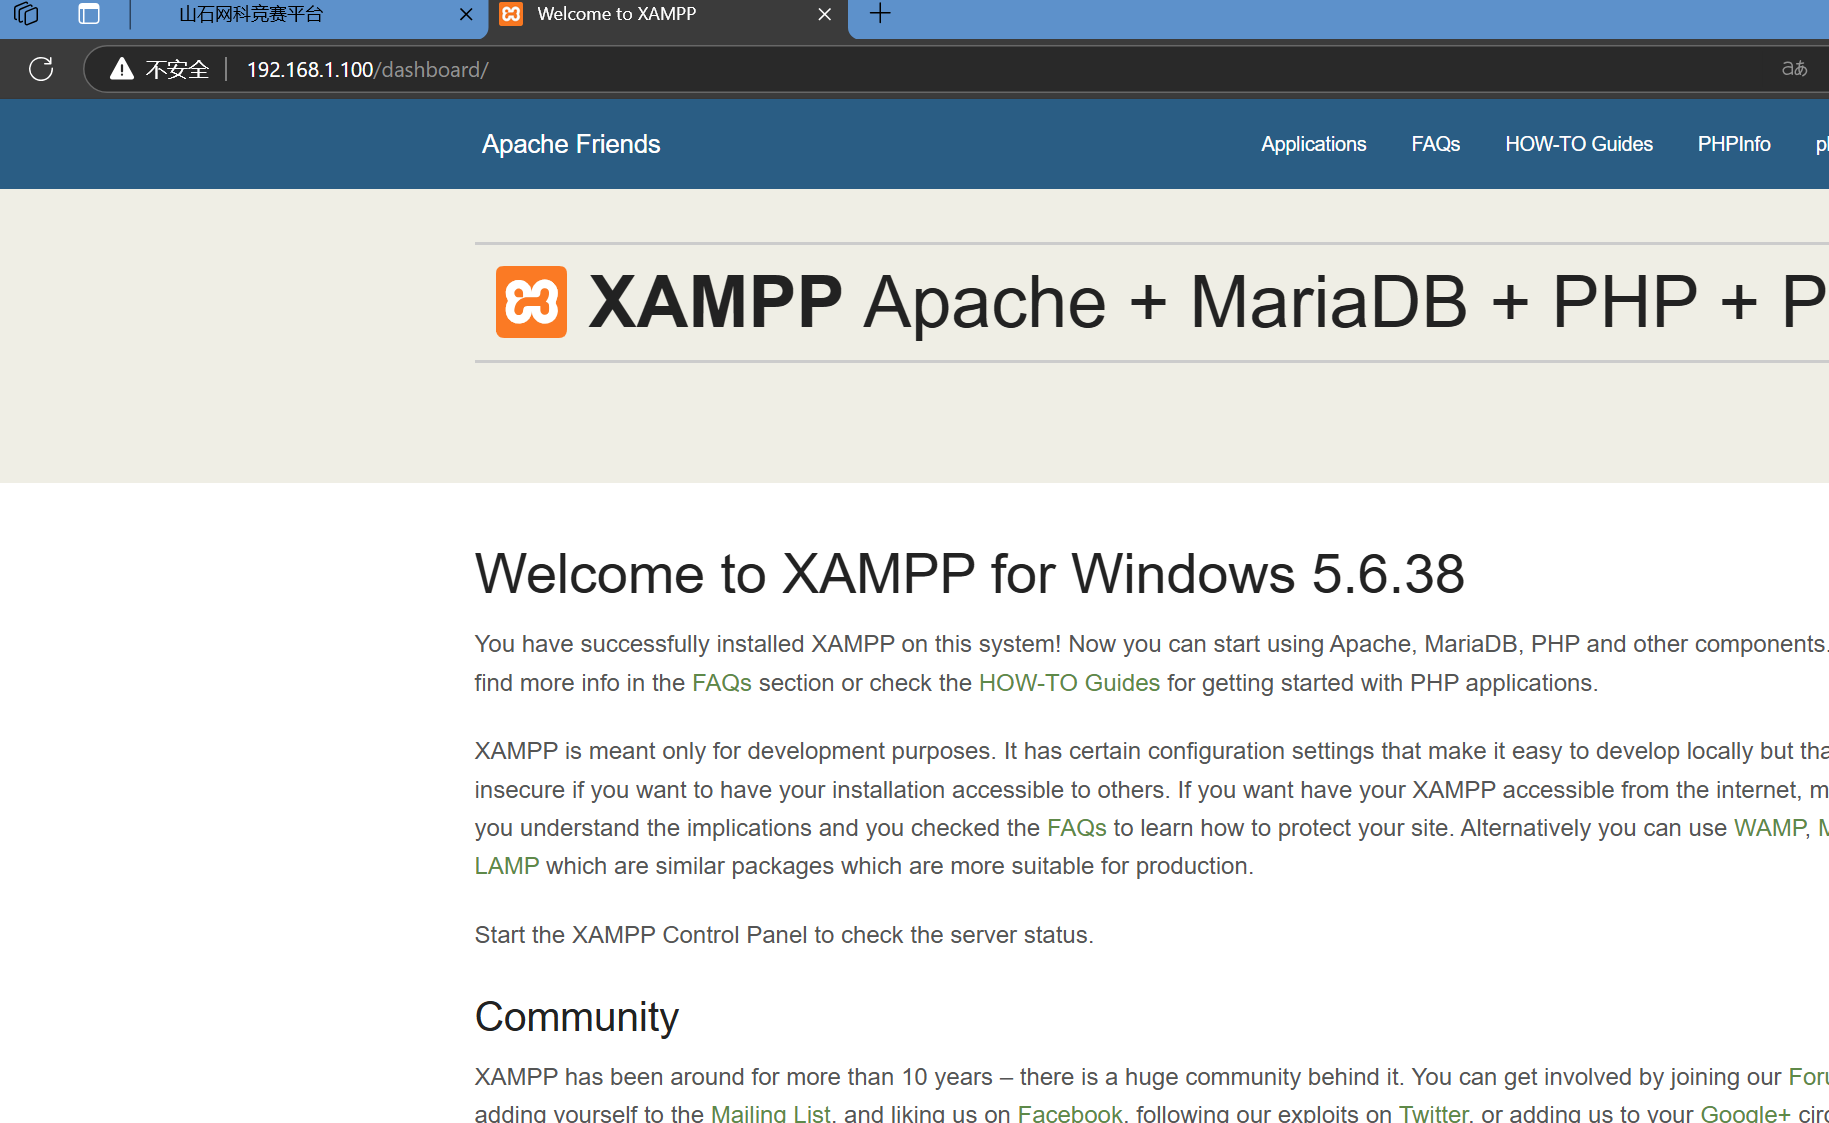 山石网科竞赛平台
Welcome to XAMPP
不安全
192.168.1.100/dashboard/
aあ
Apache Friends
Applications
FAQs
HOW-TO Guides
PHPInfo
XAMPP Apache + MariaDB + PHP + P
Welcome to XAMPP for Windows 5.6.38
You have successfully installed XAMPP on this system! Now you can start using Apache, MariaDB, PHP and other components.
find more info in the FAQs section or check the HOW-TO Guides for getting started with PHP applications.
XAMPP is meant only for development purposes. It has certain configuration settings that make it easy to develop locally but tha
insecure if you want to have your installation accessible to others. If you want have your XAMPP accessible from the internet, m
you understand the implications and you checked the FAQs to learn how to protect your site. Alternatively you can use WAMP, M
LAMP which are similar packages which are more suitable for production.
Start the XAMPP Control Panel to check the server status.
Community
XAMPP has been around for more than 10 years – there is a huge community behind it. You can get involved by joining our Foru
adding yourself to the Mailing List, and liking us on Facebook, following our exploits on Twitter, or adding us to your Google+ circ